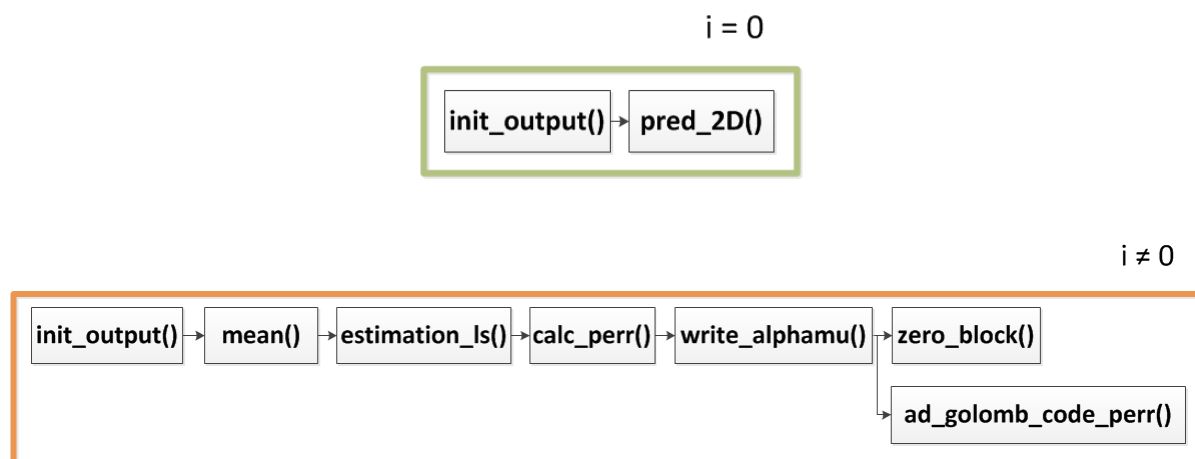 i = 0
init_output() pred_2D()
i ≠ 0
init_output() mean() estimation_ls() calc_perr() write_alphamu() zero_block()
ad_golomb_code_perr()